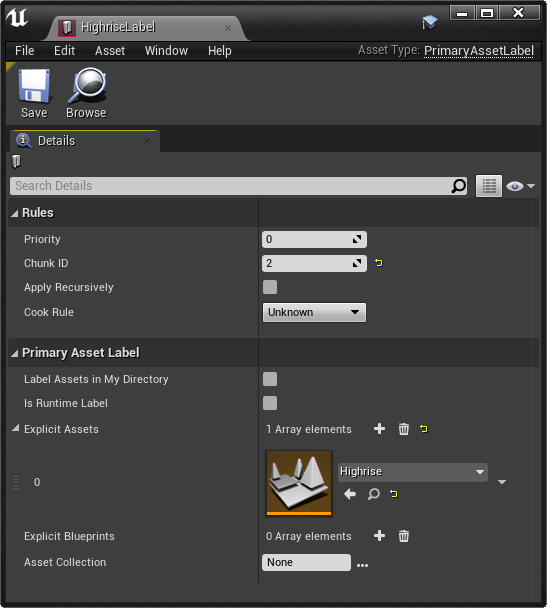 HighriseLabel
File Edit Asset Window Help Asset Type: PrimaryAssetLabel
Save Browse
Details
Search Details
Rules
Priority 0
Chunk ID 2
Apply Recursively
Cook Rule Unknown
Primary Asset Label
Label Assets in My Directory
Is Runtime Label
Explicit Assets 1 Array elements
0 Highrise
Explicit Blueprints 0 Array elements
Asset Collection None